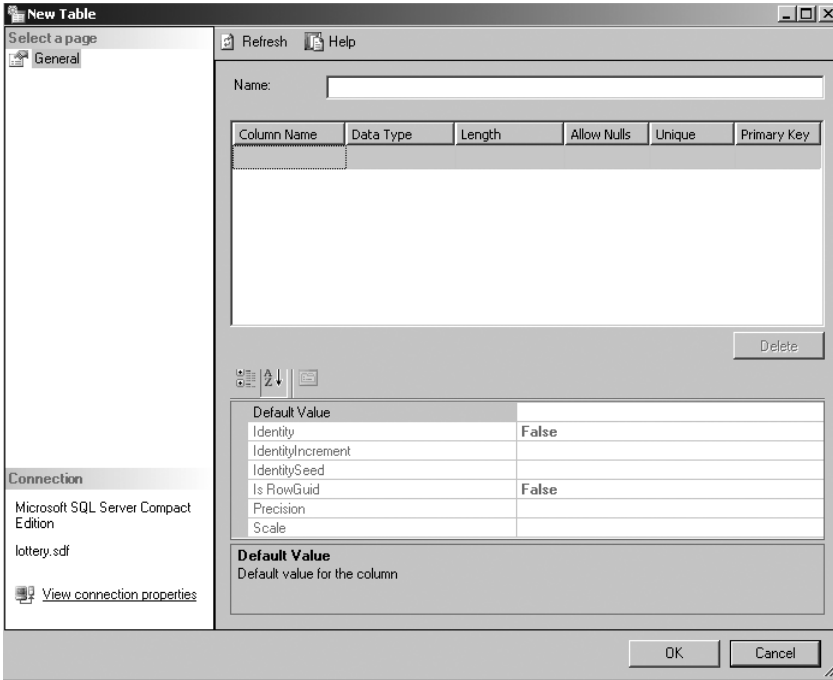 New Table
Select a page
General
Refresh Help
Name:
Column Name Data Type Length Allow Nulls Unique Primary Key
Delete
Default Value
Identity False
IdentityIncrement
IdentitySeed
Is RowGuid False
Precision
Scale
Default Value
Default value for the column
Connection
Microsoft SQL Server Compact
Edition
lottery.sdf
View connection properties
OK Cancel